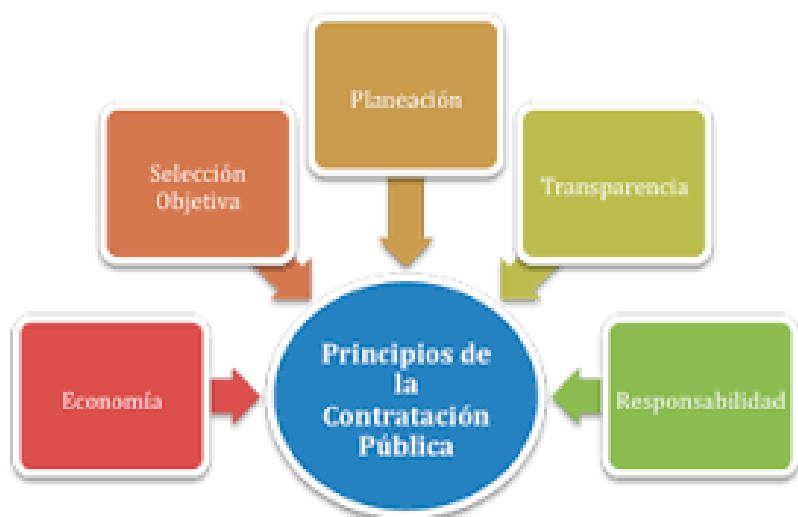 Planeación
Selección
Objetiva
Transparencia
Economía
Principios de
la
Contratación
Pública
Responsabilidad